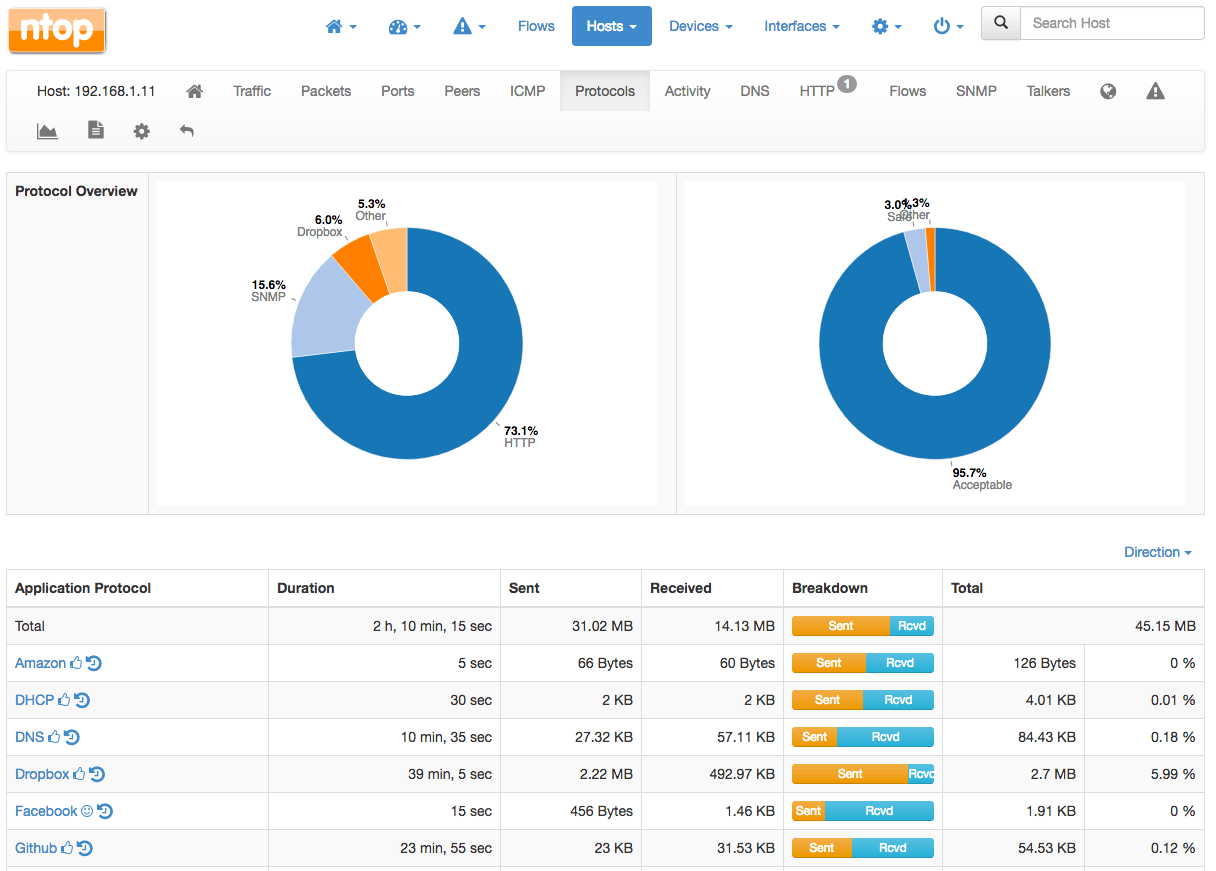 ntop
Flows Hosts Devices Interfaces Search Host
Host: 192.168.1.11 Traffic Packets Ports Peers ICMP Protocols Activity DNS HTTP 1 Flows SNMP Talkers
Protocol Overview
5.3%
Other
6.0%
Dropbox
15.6%
SNMP
73.1%
HTTP
3.0%
Safe
1.3%
Other
95.7%
Acceptable
Direction
Application Protocol Duration Sent Received Breakdown Total
Total 2 h, 10 min, 15 sec 31.02 MB 14.13 MB Sent Rcvd 45.15 MB
Amazon 5 sec 66 Bytes 60 Bytes Sent Rcvd 126 Bytes 0 %
DHCP 30 sec 2 KB 2 KB Sent Rcvd 4.01 KB 0.01 %
DNS 10 min, 35 sec 27.32 KB 57.11 KB Sent Rcvd 84.43 KB 0.18 %
Dropbox 39 min, 5 sec 2.22 MB 492.97 KB Sent Rcvd 2.7 MB 5.99 %
Facebook 15 sec 456 Bytes 1.46 KB Sent Rcvd 1.91 KB 0 %
Github 23 min, 55 sec 23 KB 31.53 KB Sent Rcvd 54.53 KB 0.12 %